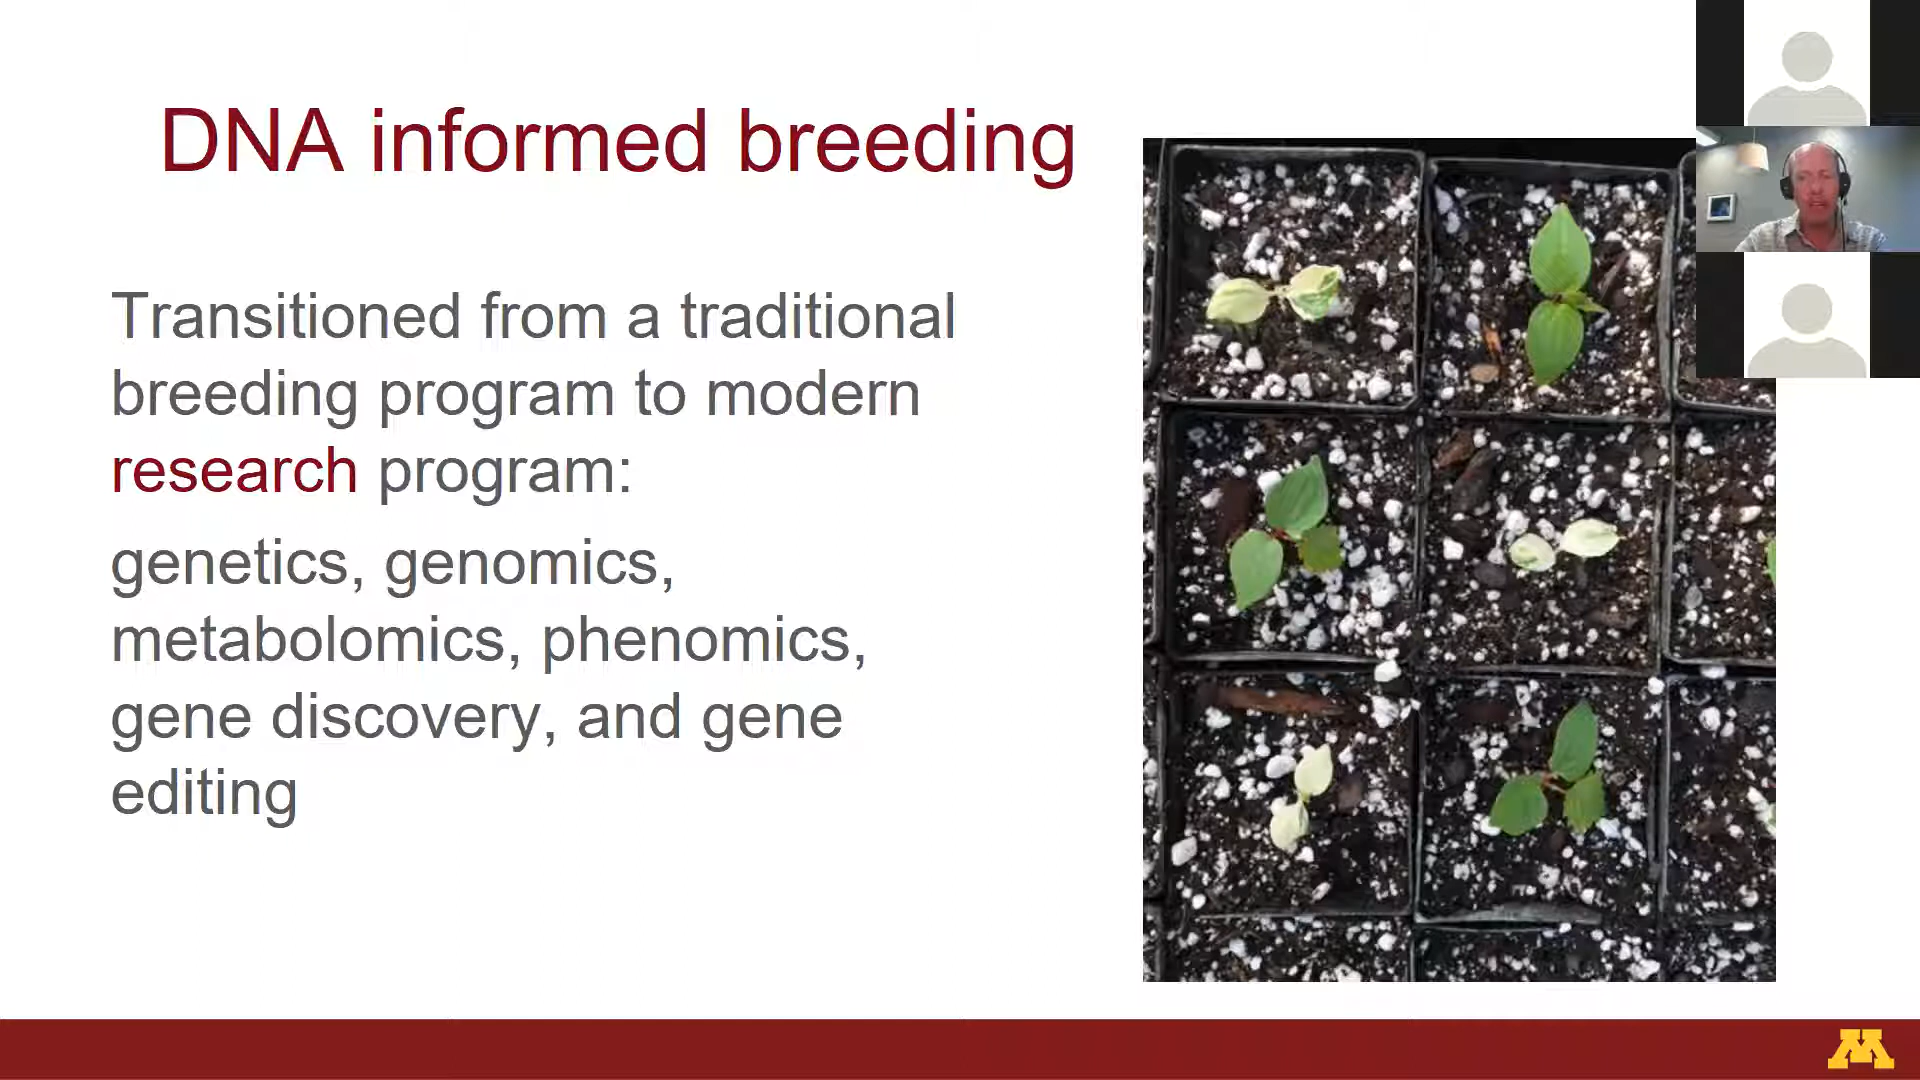 DNA informed breeding
Transitioned from a traditional
breeding program to modern
research program:
genetics, genomics,
metabolomics, phenomics,
gene discovery, and gene
editing
M